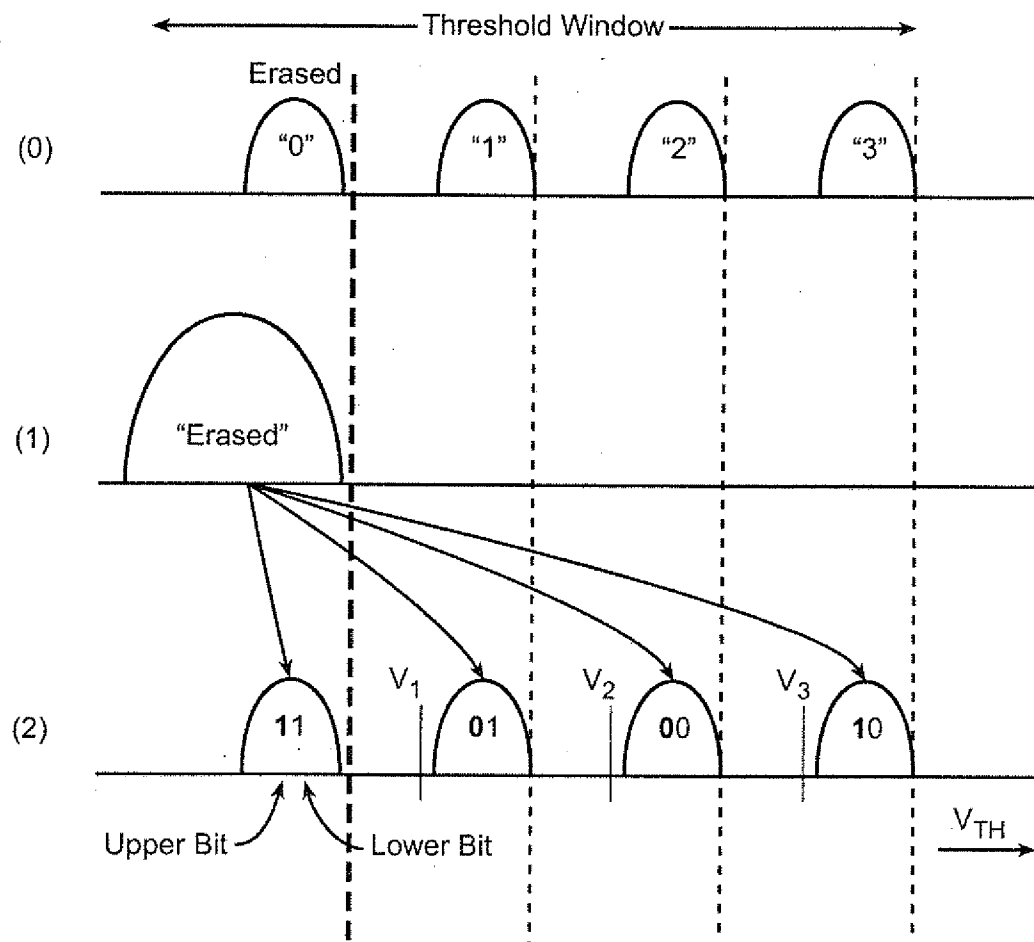 Threshold Window
Erased
(0)
"0"
"1"
"2"
"3"
(1)
"Erased"
V1
V2
V3
(2)
11
01
00
10
Upper Bit
Lower Bit
VTH